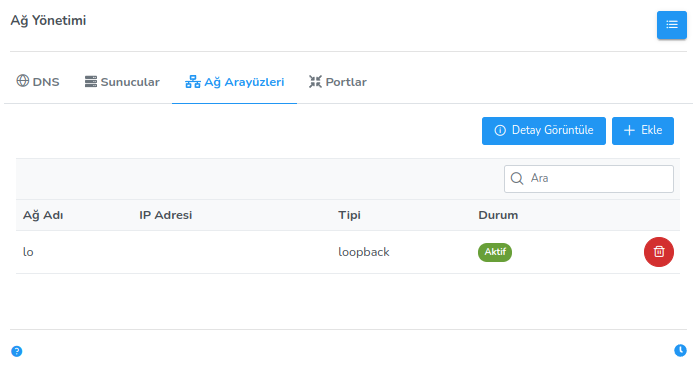 Ağ Yönetimi
DNS Sunucular Ağ Arayüzleri Portlar
Detay Görüntüle Ekle
Ara
Ağ Adı IP Adresi Tipi Durum
lo loopback Aktif